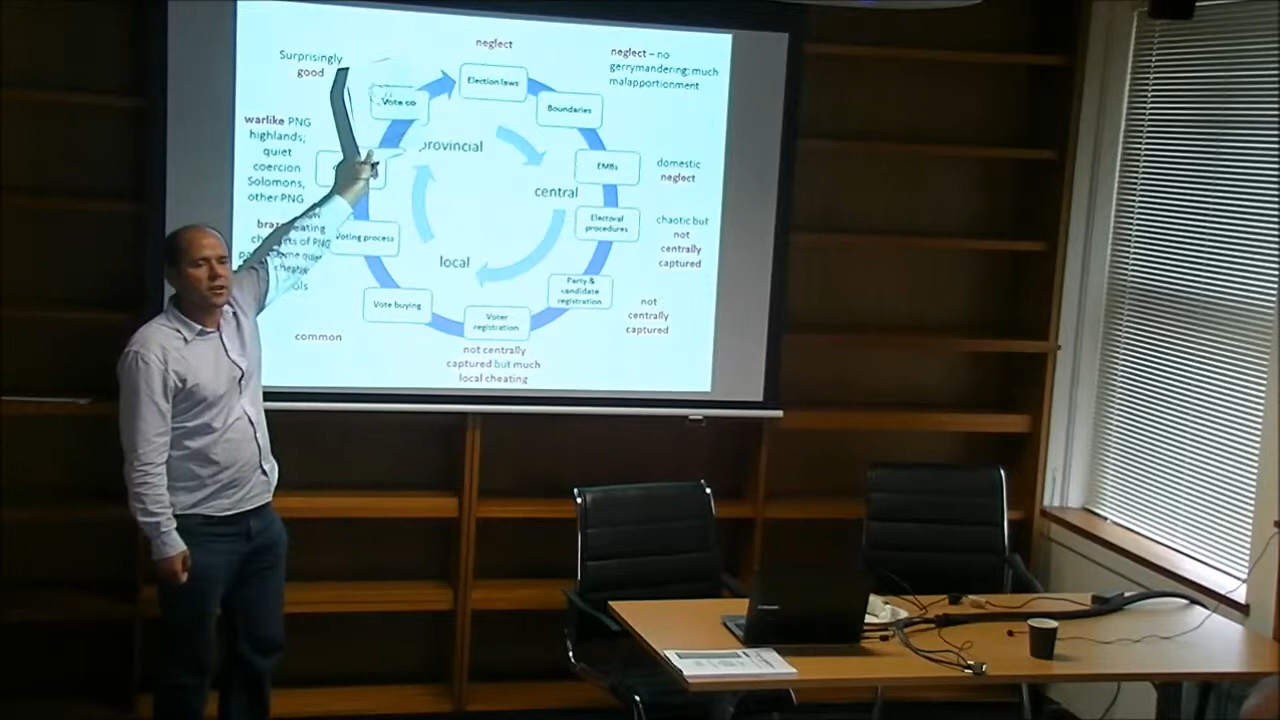 neglect
Surprisingly
good
neglect – no
gerrymandering; much
malapportionment
Election laws
Vote co
Boundaries
warlike PNG
highlands;
quiet
coercion
Solomons,
other PNG
provincial
EMBs
domestic
neglect
central
Electoral
procedures
chaotic but
not
centrally
captured
Voting process
local
Party &
candidate
registration
not
centrally
captured
Vote buying
Voter
registration
common
not centrally
captured but much
local cheating